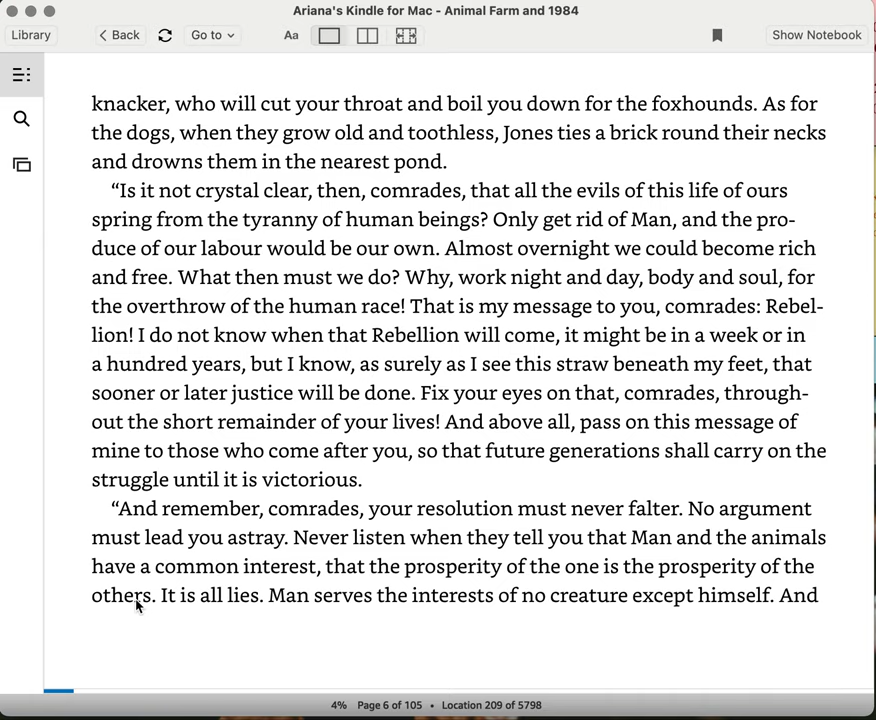 Ariana's Kindle for Mac - Animal Farm and 1984
Library
Back
Go to
Aa
Show Notebook
knacker, who will cut your throat and boil you down for the foxhounds. As for
the dogs, when they grow old and toothless, Jones ties a brick round their necks
and drowns them in the nearest pond.
“Is it not crystal clear, then, comrades, that all the evils of this life of ours
spring from the tyranny of human beings? Only get rid of Man, and the pro-
duce of our labour would be our own. Almost overnight we could become rich
and free. What then must we do? Why, work night and day, body and soul, for
the overthrow of the human race! That is my message to you, comrades: Rebel-
lion! I do not know when that Rebellion will come, it might be in a week or in
a hundred years, but I know, as surely as I see this straw beneath my feet, that
sooner or later justice will be done. Fix your eyes on that, comrades, through-
out the short remainder of your lives! And above all, pass on this message of
mine to those who come after you, so that future generations shall carry on the
struggle until it is victorious.
“And remember, comrades, your resolution must never falter. No argument
must lead you astray. Never listen when they tell you that Man and the animals
have a common interest, that the prosperity of the one is the prosperity of the
others. It is all lies. Man serves the interests of no creature except himself. And
4% Page 6 of 105 • Location 209 of 5798